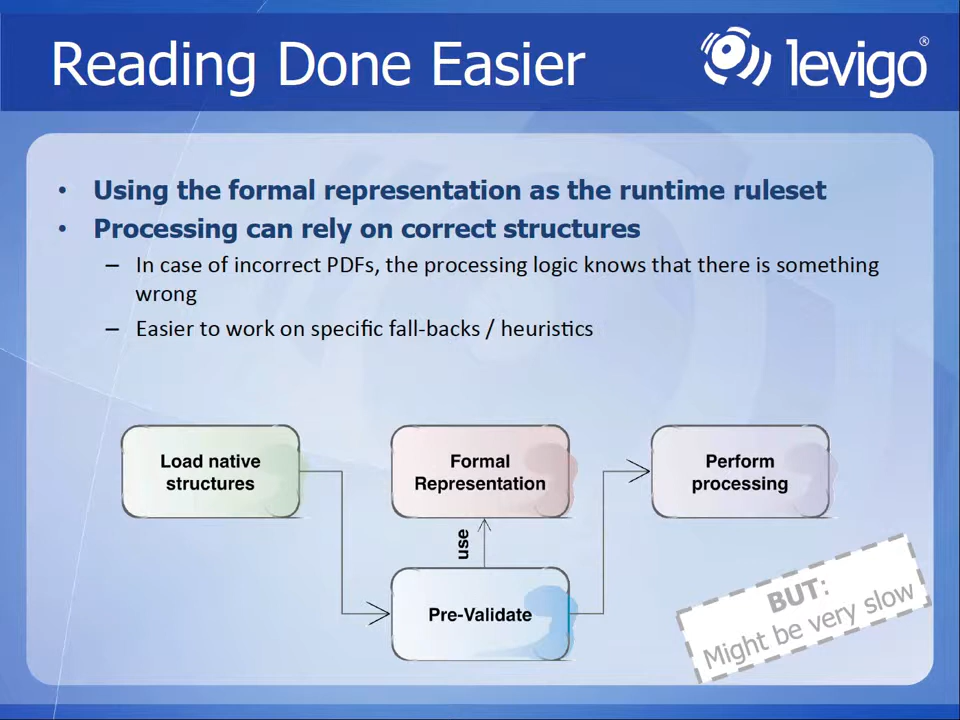 Reading Done Easier
levigo®
• Using the formal representation as the runtime ruleset
• Processing can rely on correct structures
– In case of incorrect PDFs, the processing logic knows that there is something
wrong
– Easier to work on specific fall-backs / heuristics
Load native
structures
Formal
Representation
Perform
processing
use
Pre-Validate
BUT:
Might be very slow